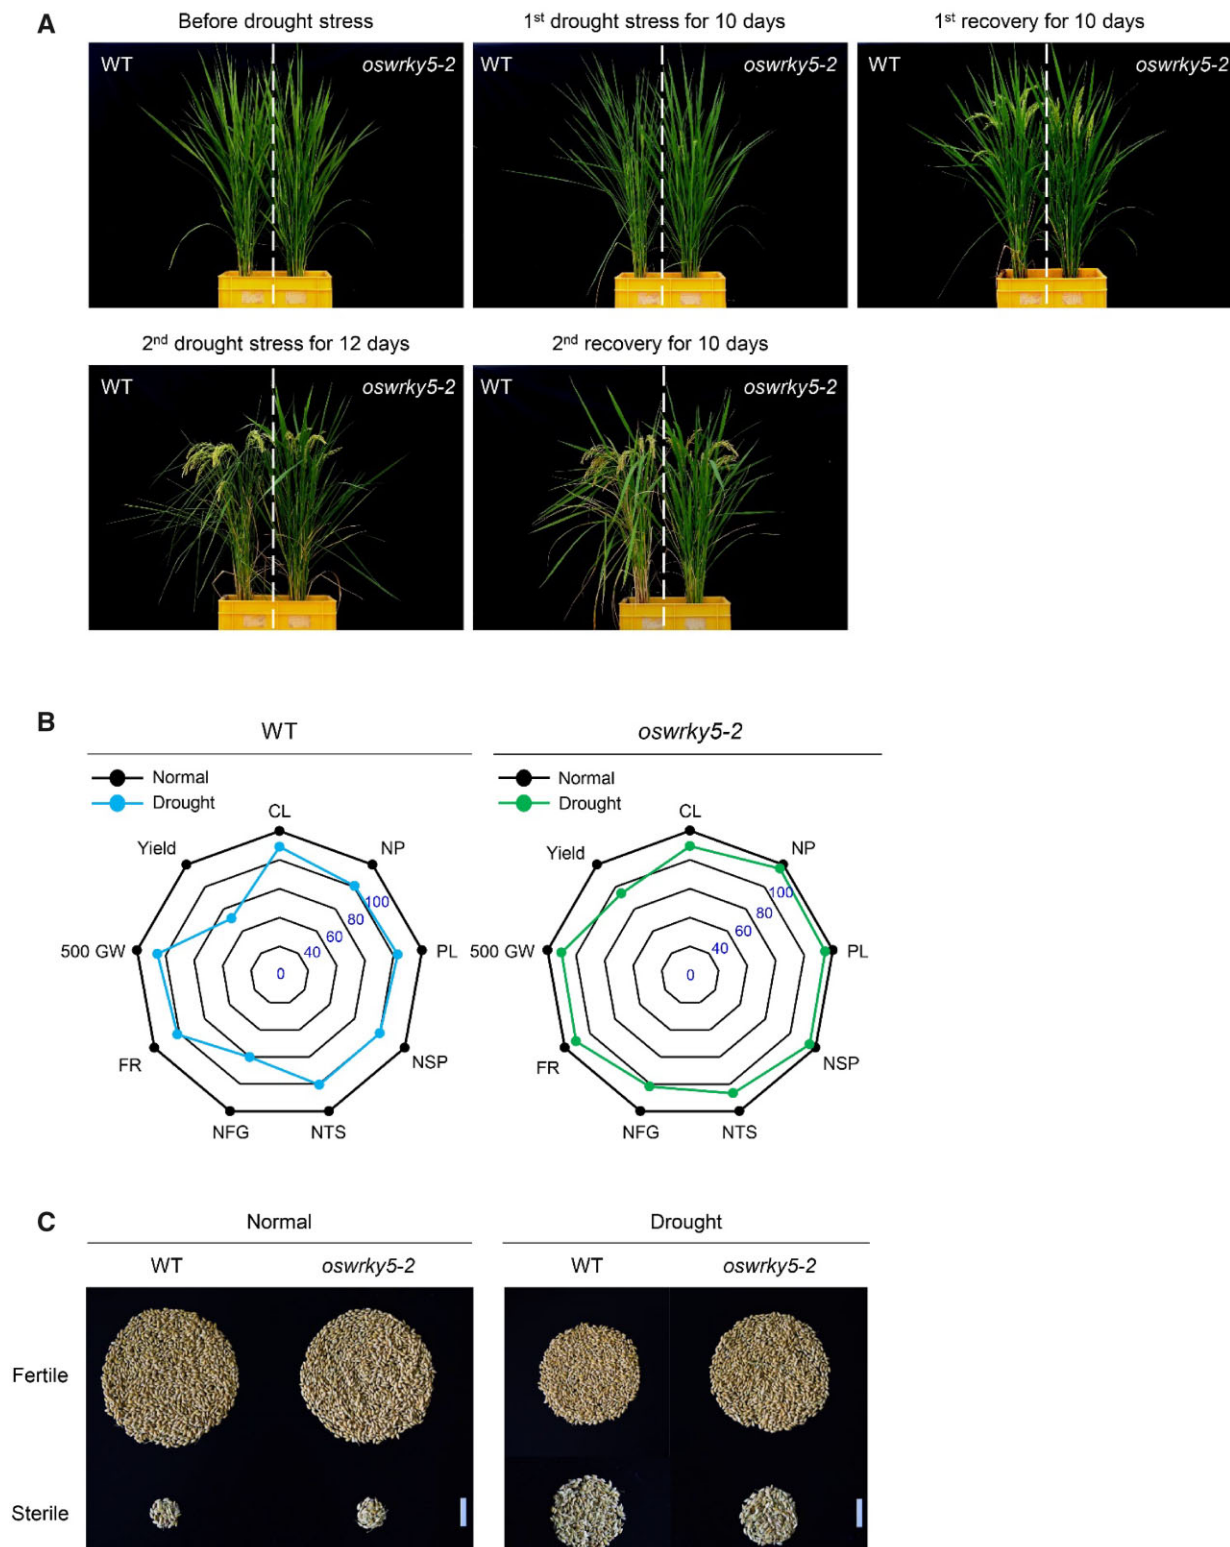 A
Before drought stress
1st drought stress for 10 days
1st recovery for 10 days
WT
oswrky5-2
WT
oswrky5-2
WT
oswrky5-2
2nd drought stress for 12 days
2nd recovery for 10 days
WT
oswrky5-2
WT
oswrky5-2
B
WT
oswrky5-2
Normal
Drought
Normal
Drought
CL
NP
PL
NSP
NTS
NFG
FR
500 GW
Yield
100
80
60
40
0
CL
NP
PL
NSP
NTS
NFG
FR
500 GW
Yield
100
80
60
40
0
C
Normal
Drought
WT
oswrky5-2
WT
oswrky5-2
Fertile
Sterile